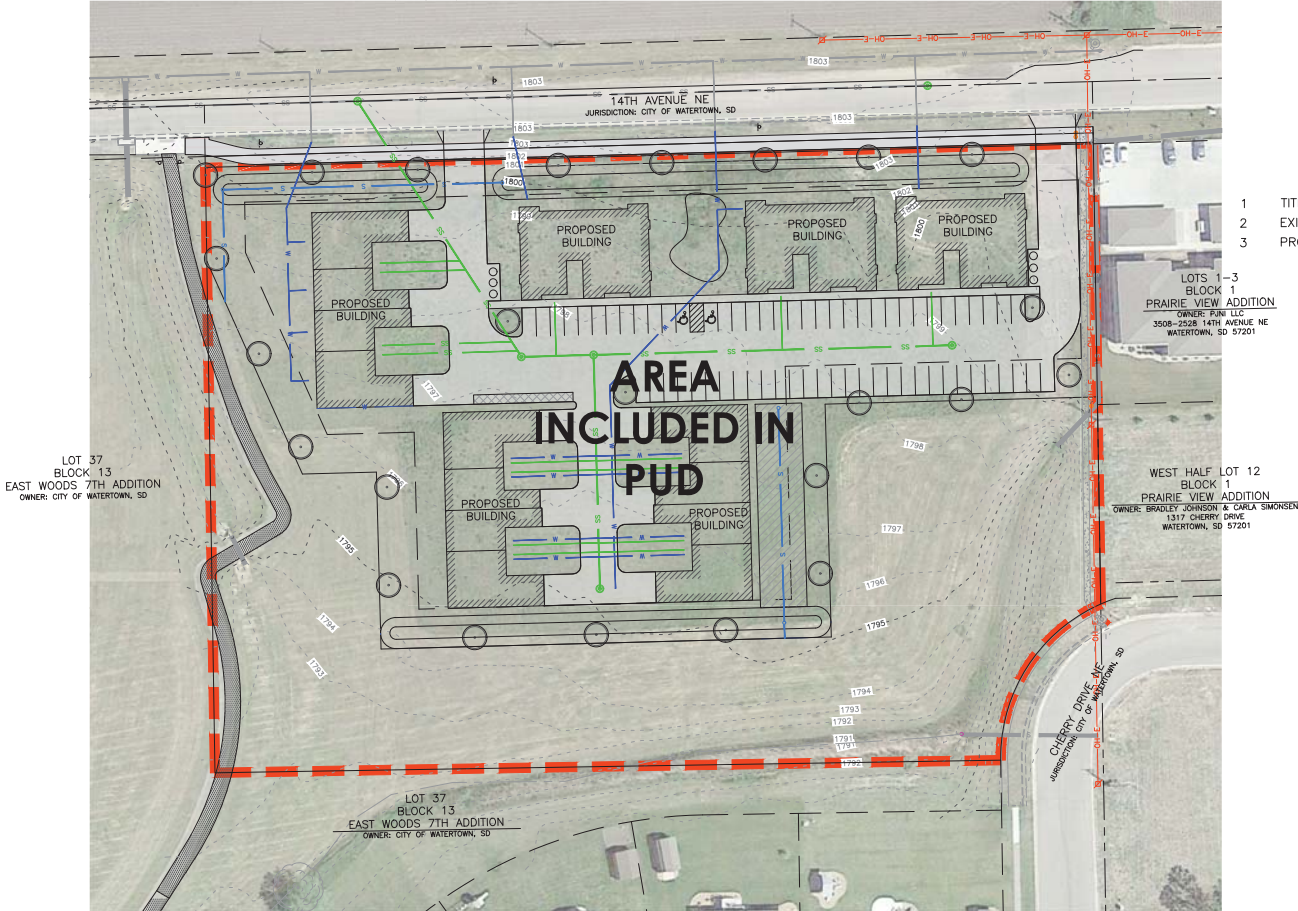 1803
1803
14TH AVENUE NE
JURISDICTION: CITY OF WATERTOWN, SD
1803
1803
1803
1802
1801
1800
1803
1802
1800
1 TIT
2 EXI
3 PR
PROPOSED
BUILDING
PROPOSED
BUILDING
PROPOSED
BUILDING
PROPOSED
BUILDING
LOTS 1-3
BLOCK 1
PRAIRIE VIEW ADDITION
OWNER: PJNI LLC
3508-2528 14TH AVENUE NE
WATERTOWN, SD 57201
1797
AREA
INCLUDED IN
PUD
1798
LOT 37
BLOCK 13
EAST WOODS 7TH ADDITION
OWNER: CITY OF WATERTOWN, SD
WEST HALF LOT 12
BLOCK 1
PRAIRIE VIEW ADDITION
OWNER: BRADLEY JOHNSON & CARLA SIMONSEN
1317 CHERRY DRIVE
WATERTOWN, SD 57201
PROPOSED
BUILDING
PROPOSED
BUILDING
1797
1795
1796
1794
1795
1793
1794
1793
1792
1791
1791
1792
CHERRY DRIVE NE
JURISDICTION: CITY OF WATERTOWN, SD
LOT 37
BLOCK 13
EAST WOODS 7TH ADDITION
OWNER: CITY OF WATERTOWN, SD